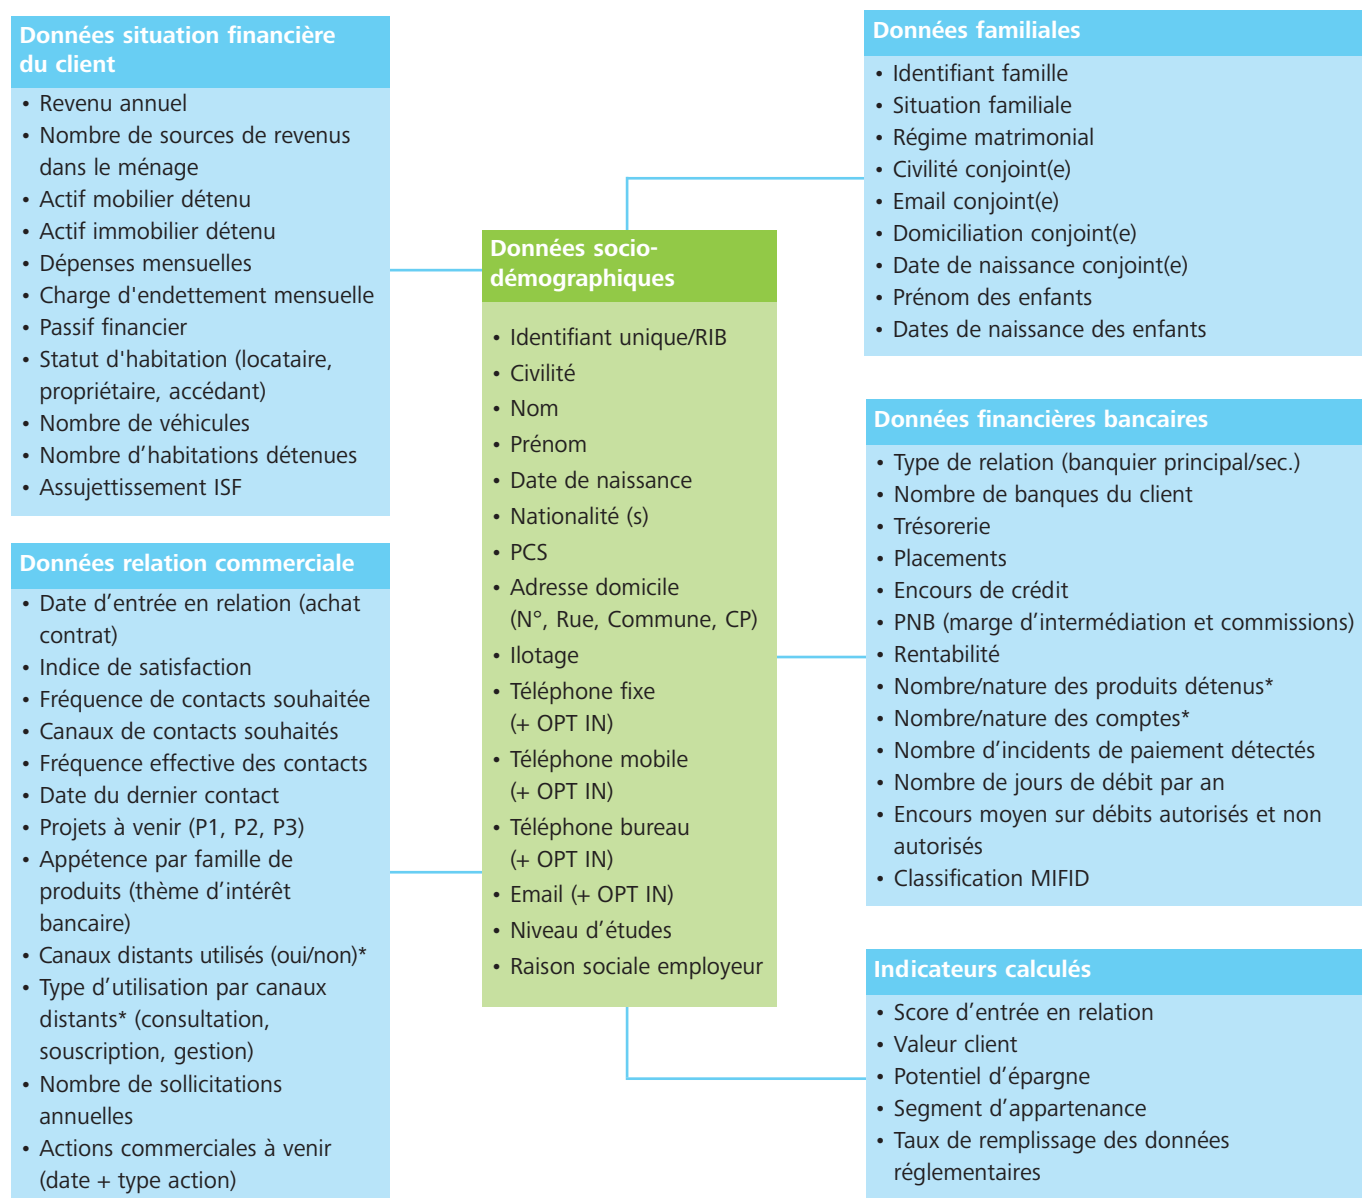 Données situation financière
du client
• Revenu annuel
• Nombre de sources de revenus
dans le ménage
• Actif mobilier détenu
• Actif immobilier détenu
• Dépenses mensuelles
• Charge d'endettement mensuelle
• Passif financier
• Statut d'habitation (locataire,
propriétaire, accédant)
• Nombre de véhicules
• Nombre d’habitations détenues
• Assujettissement ISF
Données relation commerciale
• Date d’entrée en relation (achat
contrat)
• Indice de satisfaction
• Fréquence de contacts souhaitée
• Canaux de contacts souhaités
• Fréquence effective des contacts
• Date du dernier contact
• Projets à venir (P1, P2, P3)
• Appétence par famille de
produits (thème d’intérêt
bancaire)
• Canaux distants utilisés (oui/non)*
• Type d’utilisation par canaux
distants* (consultation,
souscription, gestion)
• Nombre de sollicitations
annuelles
• Actions commerciales à venir
(date + type action)
Données socio-
démographiques
• Identifiant unique/RIB
• Civilité
• Nom
• Prénom
• Date de naissance
• Nationalité (s)
• PCS
• Adresse domicile
(N°, Rue, Commune, CP)
• Ilotage
• Téléphone fixe
(+ OPT IN)
• Téléphone mobile
(+ OPT IN)
• Téléphone bureau
(+ OPT IN)
• Email (+ OPT IN)
• Niveau d’études
• Raison sociale employeur
Données familiales
• Identifiant famille
• Situation familiale
• Régime matrimonial
• Civilité conjoint(e)
• Email conjoint(e)
• Domiciliation conjoint(e)
• Date de naissance conjoint(e)
• Prénom des enfants
• Dates de naissance des enfants
Données financières bancaires
• Type de relation (banquier principal/sec.)
• Nombre de banques du client
• Trésorerie
• Placements
• Encours de crédit
• PNB (marge d’intermédiation et commissions)
• Rentabilité
• Nombre/nature des produits détenus*
• Nombre/nature des comptes*
• Nombre d’incidents de paiement détectés
• Nombre de jours de débit par an
• Encours moyen sur débits autorisés et non
autorisés
• Classification MIFID
Indicateurs calculés
• Score d’entrée en relation
• Valeur client
• Potentiel d’épargne
• Segment d’appartenance
• Taux de remplissage des données
réglementaires